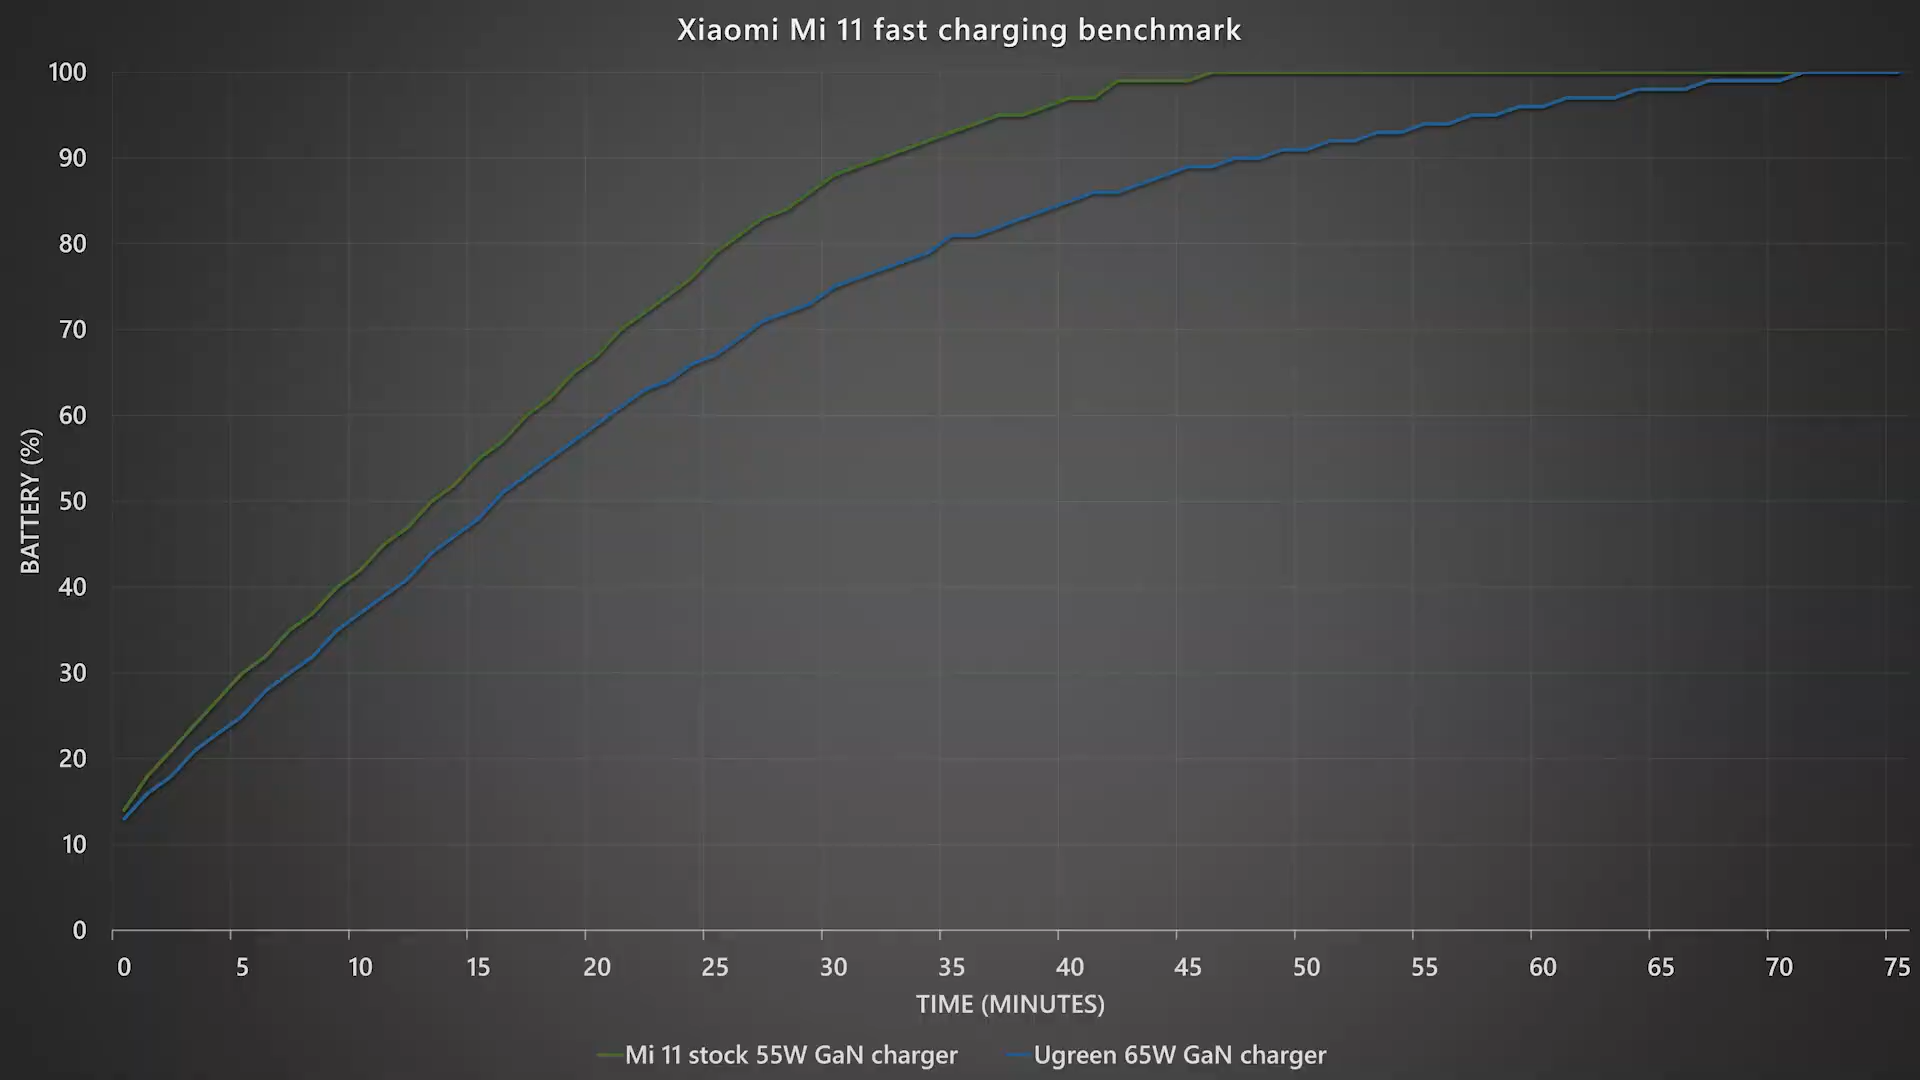 Xiaomi Mi 11 fast charging benchmark
100
90
80
70
60
50
40
30
20
10
0
BATTERY (%)
0 5 10 15 20 25 30 35 40 45 50 55 60 65 70 75
TIME (MINUTES)
Mi 11 stock 55W GaN charger Ugreen 65W GaN charger